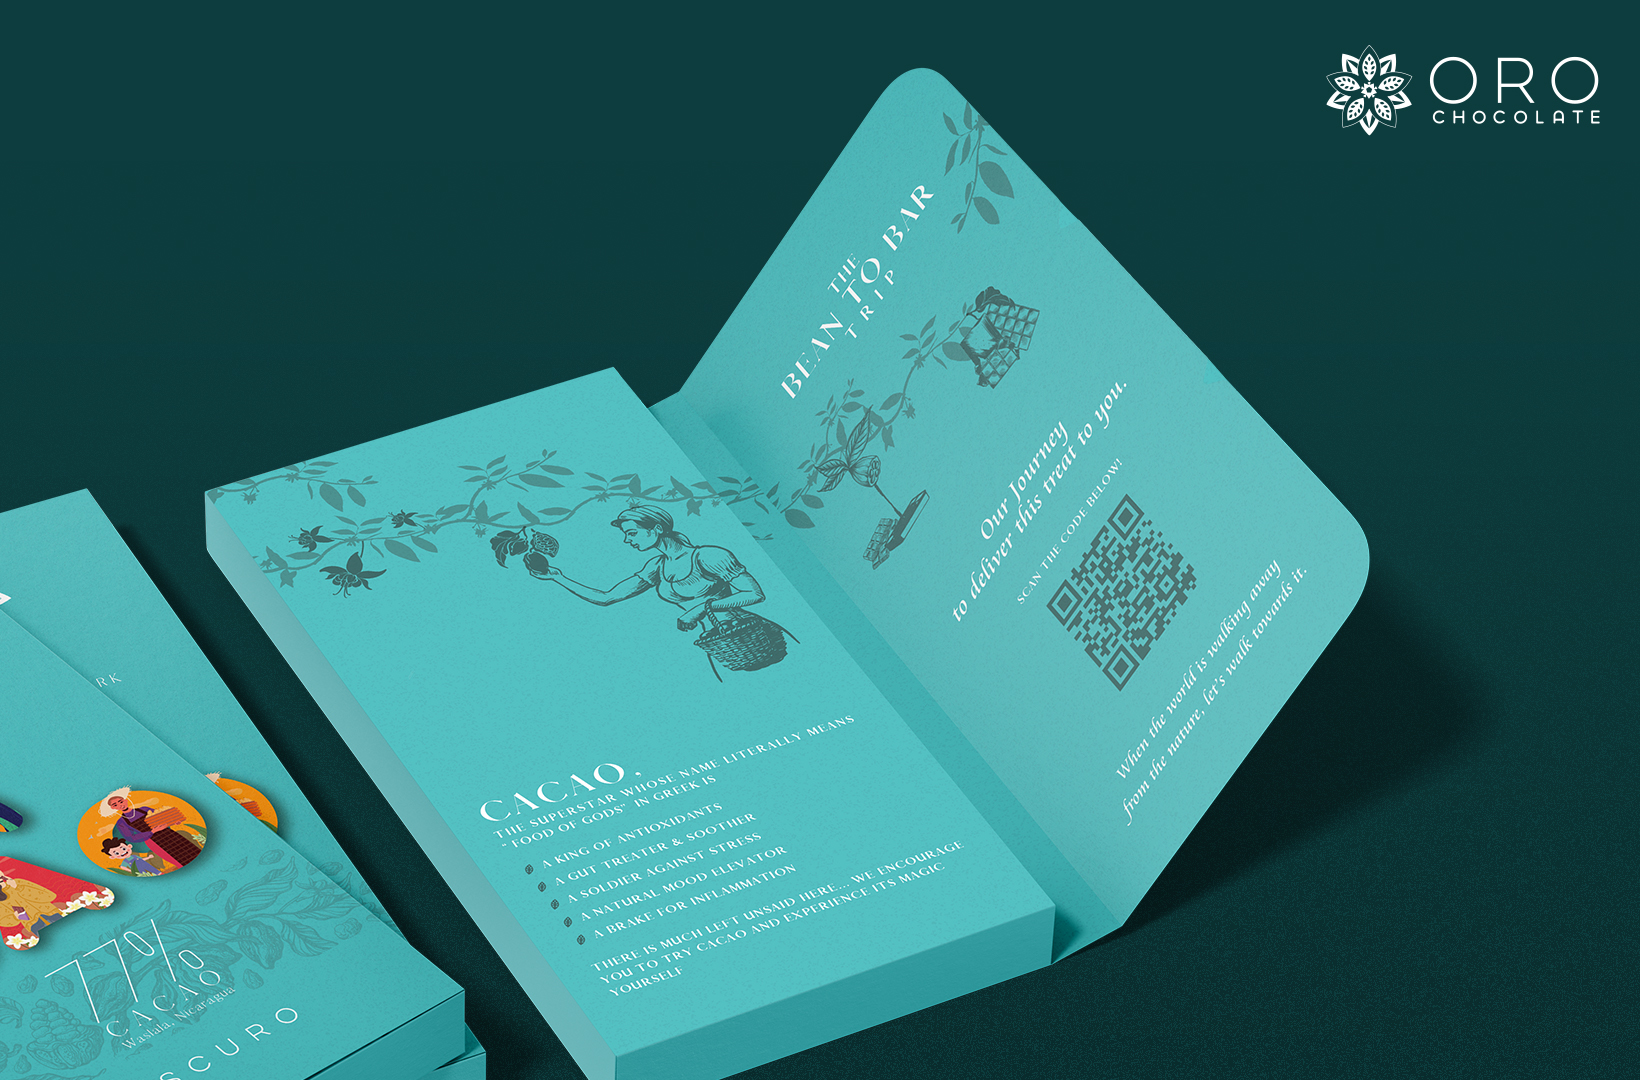 ORO
CHOCOLATE
THE
BEAN TO BAR
TRIP
Our Journey
to deliver this treat to you.
SCAN THE CODE BELOW!
When the world is walking away
from the nature, let's walk towards it.
CACAO,
THE SUPERSTAR WHOSE NAME LITERALLY MEANS
" FOOD OF GODS" IN GREEK IS
A KING OF ANTIOXIDANTS
A GUT TREATER & SOOTHER
A SOLDIER AGAINST STRESS
A NATURAL MOOD ELEVATOR
A BRAKE FOR INFLAMMATION
THERE IS MUCH LEFT UNSAID HERE... WE ENCOURAGE
YOU TO TRY CACAO AND EXPERIENCE ITS MAGIC
YOURSELF
RK
77%
CACAO
Waslala, Nicaragua
SCURO